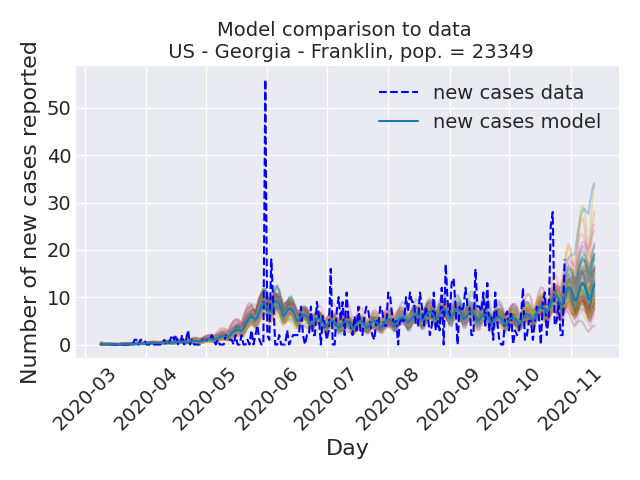 Model comparison to data
US - Georgia - Franklin, pop. = 23349
Number of new cases reported
50
40
30
20
10
0
new cases data
new cases model
2020-03
2020-04
2020-05
2020-06
2020-07
2020-08
2020-09
2020-10
2020-11
Day